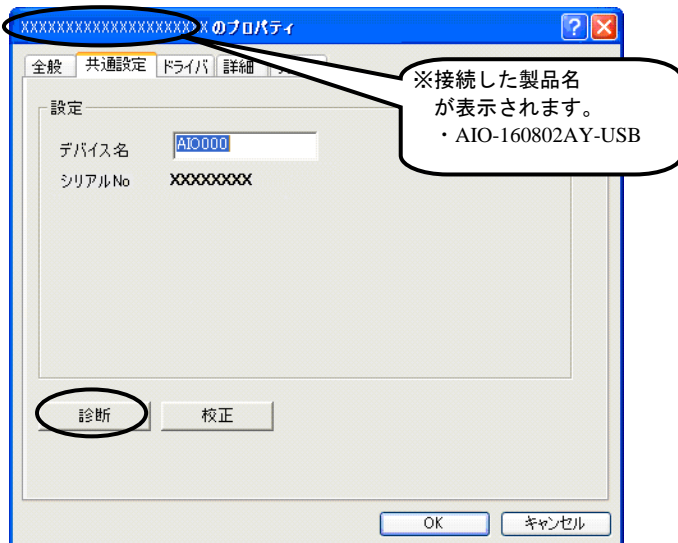 XXXXXXXXXXXXXXXXXXXXX のプロパティ
全般 共通設定 ドライバ 詳細
※接続した製品名
が表示されます。
・AIO-160802AY-USB
設定
デバイス名 AIO000
シリアルNo XXXXXXXX
診断 校正
OK キャンセル